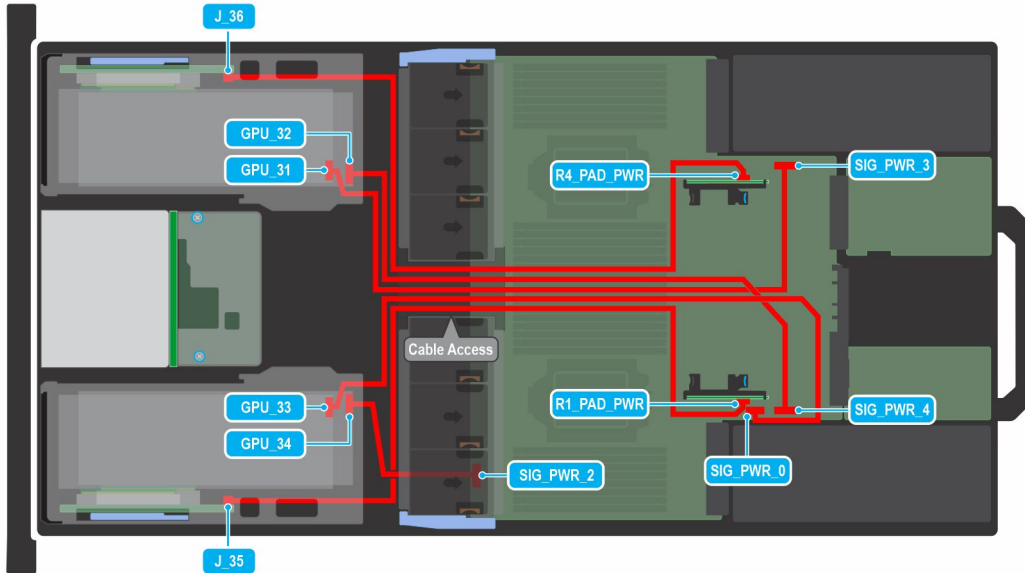 J_36
GPU_32
GPU_31
R4_PAD_PWR
SIG_PWR_3
Cable Access
GPU_33
R1_PAD_PWR
SIG_PWR_4
GPU_34
SIG_PWR_2
SIG_PWR_0
J_35